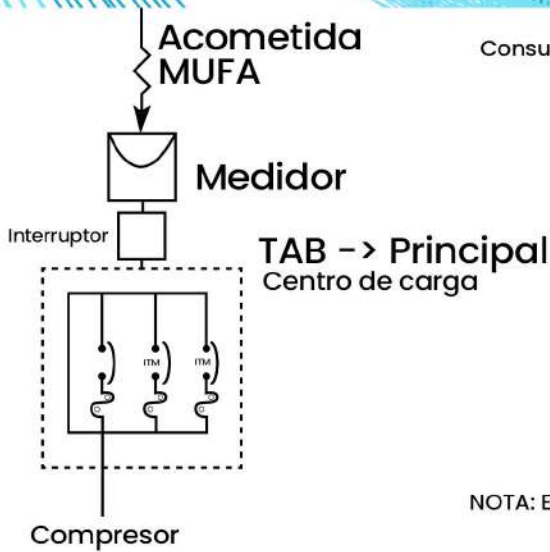 Acometida
MUFA
Consu
Medidor
Interruptor
TAB -> Principal
Centro de carga
ITM
ITM
NOTA: E
Compresor